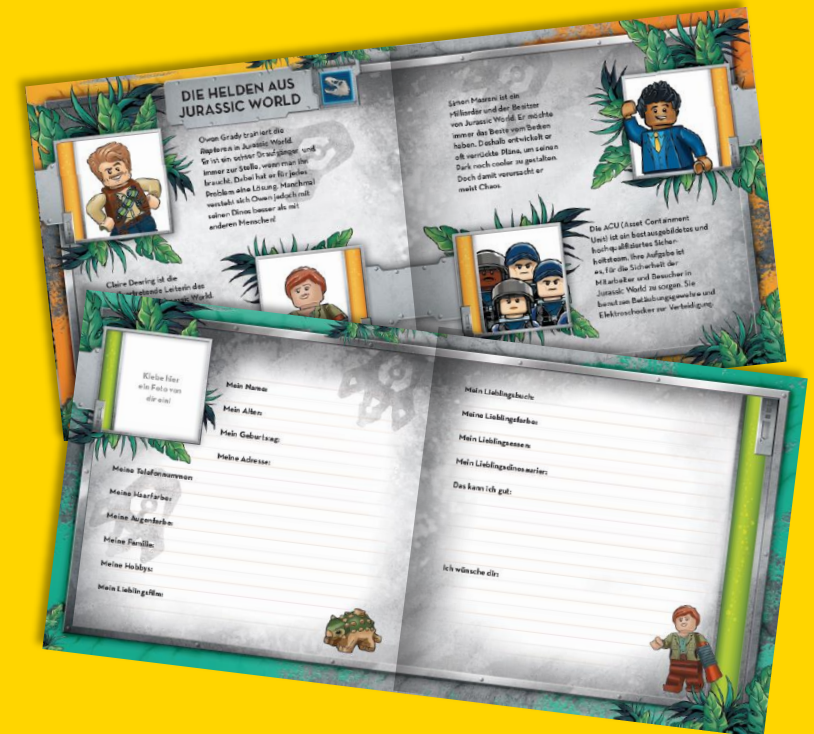 DIE HELDEN AUS
JURASSIC WORLD
Owen Grady trainiert die
Raptoren in Jurassic World.
Er ist ein echter Draufgänger und
immer zur Stelle, wenn man ihn
braucht. Dabei hat er für jedes
Problem eine Lösung. Manchmal
versteht sich Owen jedoch mit
seinen Dinos besser als mit
anderen Menschen!
Claire Dearing ist die
Leiterin des
World.
Simon Masrani ist ein
Milliardär und der Besitzer
von Jurassic World. Er möchte
immer das Beste vom Besten
haben. Deshalb entwickelt er
oft verrückte Pläne, um seinen
Park noch cooler zu gestalten.
Doch damit verursacht er
meist Chaos.
Die ACU (Asset Containment
Unit) ist ein bestausgebildetes und
hochqualifiziertes Sicher-
heitsteam. Ihre Aufgabe ist
es, für die Sicherheit der
Mitarbeiter und Besucher in
Jurassic World zu sorgen. Sie
benutzen Betäubungsgewehre und
Elektroschocker zur Verteidigung.
Klebe hier
ein Foto von
dir ein!
Mein Name:
Mein Alter:
Mein Geburtstag:
Meine Adresse:
Meine Telefonnummer:
Meine Haarfarbe:
Meine Augenfarbe:
Meine Familie:
Meine Hobbys:
Mein Lieblingsfilm:
Mein Lieblingsbuch:
Meine Lieblingsfarbe:
Mein Lieblingsessen:
Mein Lieblingsdinosaurier:
Das kann ich gut:
Ich wünsche dir: